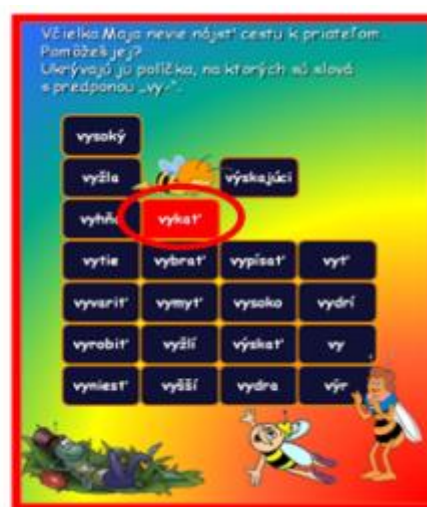 Včielka Maja nevie nájsť cestu k priateľom.
Pomôžeš jej?
Ukrývajú ju políčka, na ktorých sú slová
s predponou „vy-".
vysoký
vyžla výskajúci
vyhňa vykať
vytie vybrať vypísať vyť
vyvariť vymyť vysoko vydrí
vyrobiť vyžlí výskať vy
vyniesť vyšší vydra výr